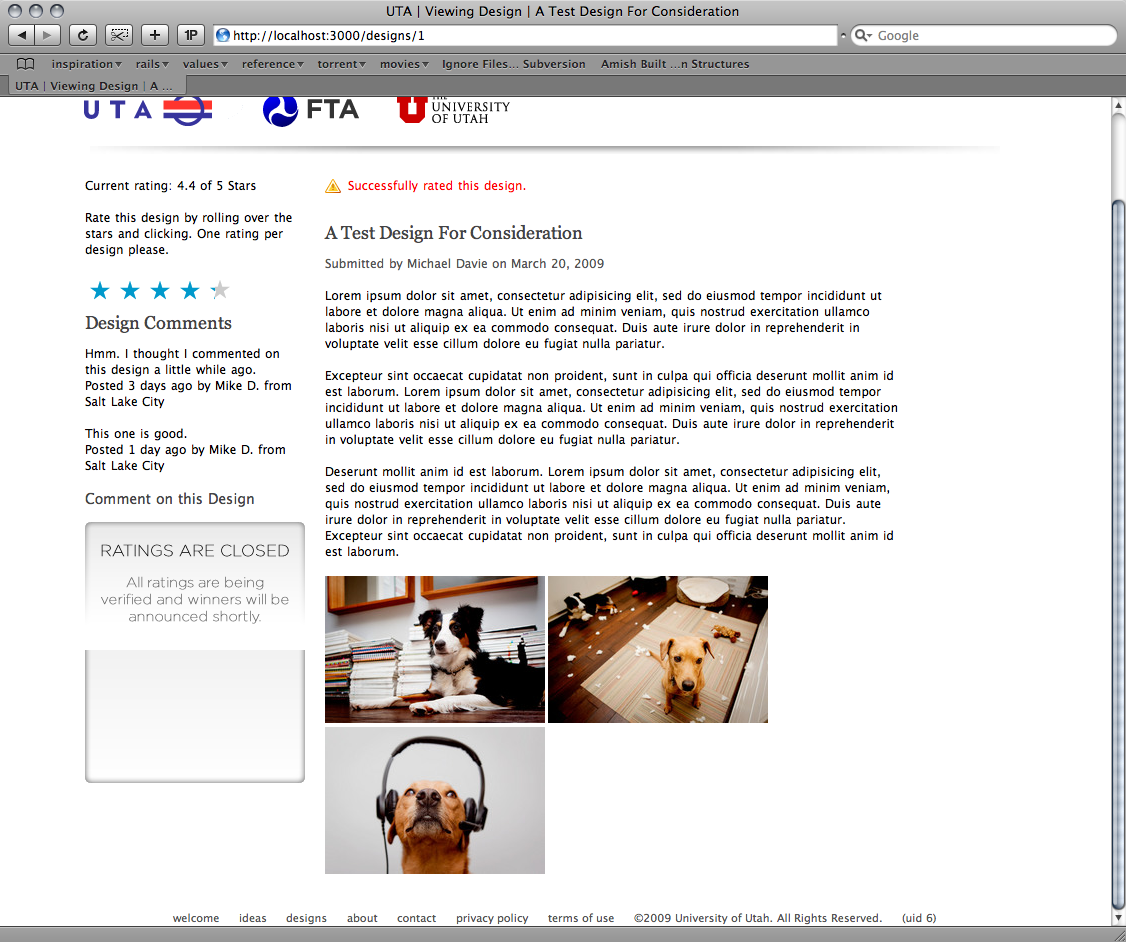 UTA | Viewing Design | A Test Design For Consideration
1P
http://localhost:3000/designs/1
Google
inspiration rails values reference torrent movies Ignore Files... Subversion Amish Built ...n Structures
UTA | Viewing Design | A ...
UTA
FTA
U
THE
UNIVERSITY
OF UTAH
Current rating: 4.4 of 5 Stars
Rate this design by rolling over the
stars and clicking. One rating per
design please.
Design Comments
Hmm. I thought I commented on
this design a little while ago.
Posted 3 days ago by Mike D. from
Salt Lake City
This one is good.
Posted 1 day ago by Mike D. from
Salt Lake City
Comment on this Design
RATINGS ARE CLOSED
All ratings are being
verified and winners will be
announced shortly.
Successfully rated this design.
A Test Design For Consideration
Submitted by Michael Davie on March 20, 2009
Lorem ipsum dolor sit amet, consectetur adipisicing elit, sed do eiusmod tempor incididunt ut
labore et dolore magna aliqua. Ut enim ad minim veniam, quis nostrud exercitation ullamco
laboris nisi ut aliquip ex ea commodo consequat. Duis aute irure dolor in reprehenderit in
voluptate velit esse cillum dolore eu fugiat nulla pariatur.
Excepteur sint occaecat cupidatat non proident, sunt in culpa qui officia deserunt mollit anim id
est laborum. Lorem ipsum dolor sit amet, consectetur adipisicing elit, sed do eiusmod tempor
incididunt ut labore et dolore magna aliqua. Ut enim ad minim veniam, quis nostrud exercitation
ullamco laboris nisi ut aliquip ex ea commodo consequat. Duis aute irure dolor in reprehenderit
in voluptate velit esse cillum dolore eu fugiat nulla pariatur.
Deserunt mollit anim id est laborum. Lorem ipsum dolor sit amet, consectetur adipisicing elit,
sed do eiusmod tempor incididunt ut labore et dolore magna aliqua. Ut enim ad minim veniam,
quis nostrud exercitation ullamco laboris nisi ut aliquip ex ea commodo consequat. Duis aute
irure dolor in reprehenderit in voluptate velit esse cillum dolore eu fugiat nulla pariatur.
Excepteur sint occaecat cupidatat non proident, sunt in culpa qui officia deserunt mollit anim id
est laborum.
welcome ideas designs about contact privacy policy terms of use ©2009 University of Utah. All Rights Reserved. (uid 6)